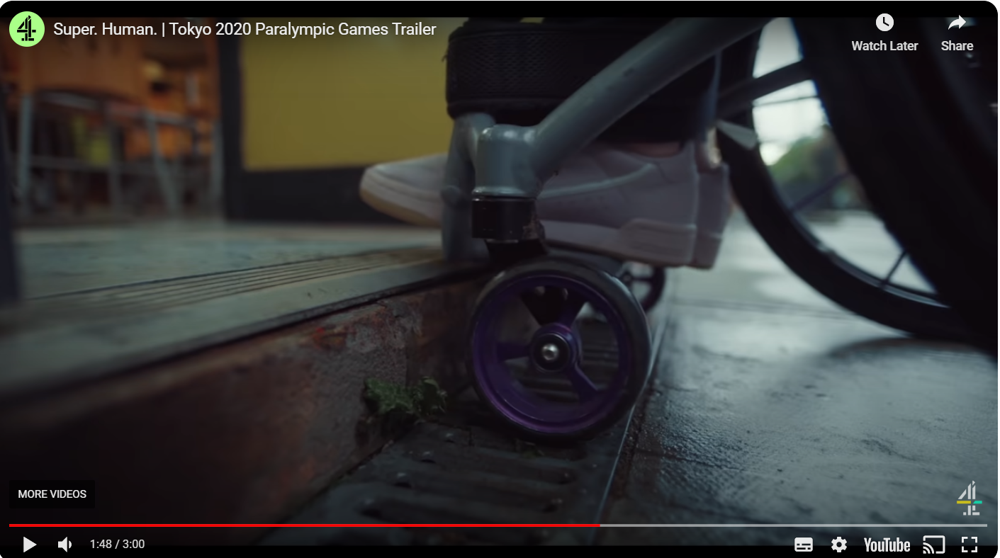 Super. Human. | Tokyo 2020 Paralympic Games Trailer
Watch Later
Share
MORE VIDEOS
1:48 / 3:00
YouTube